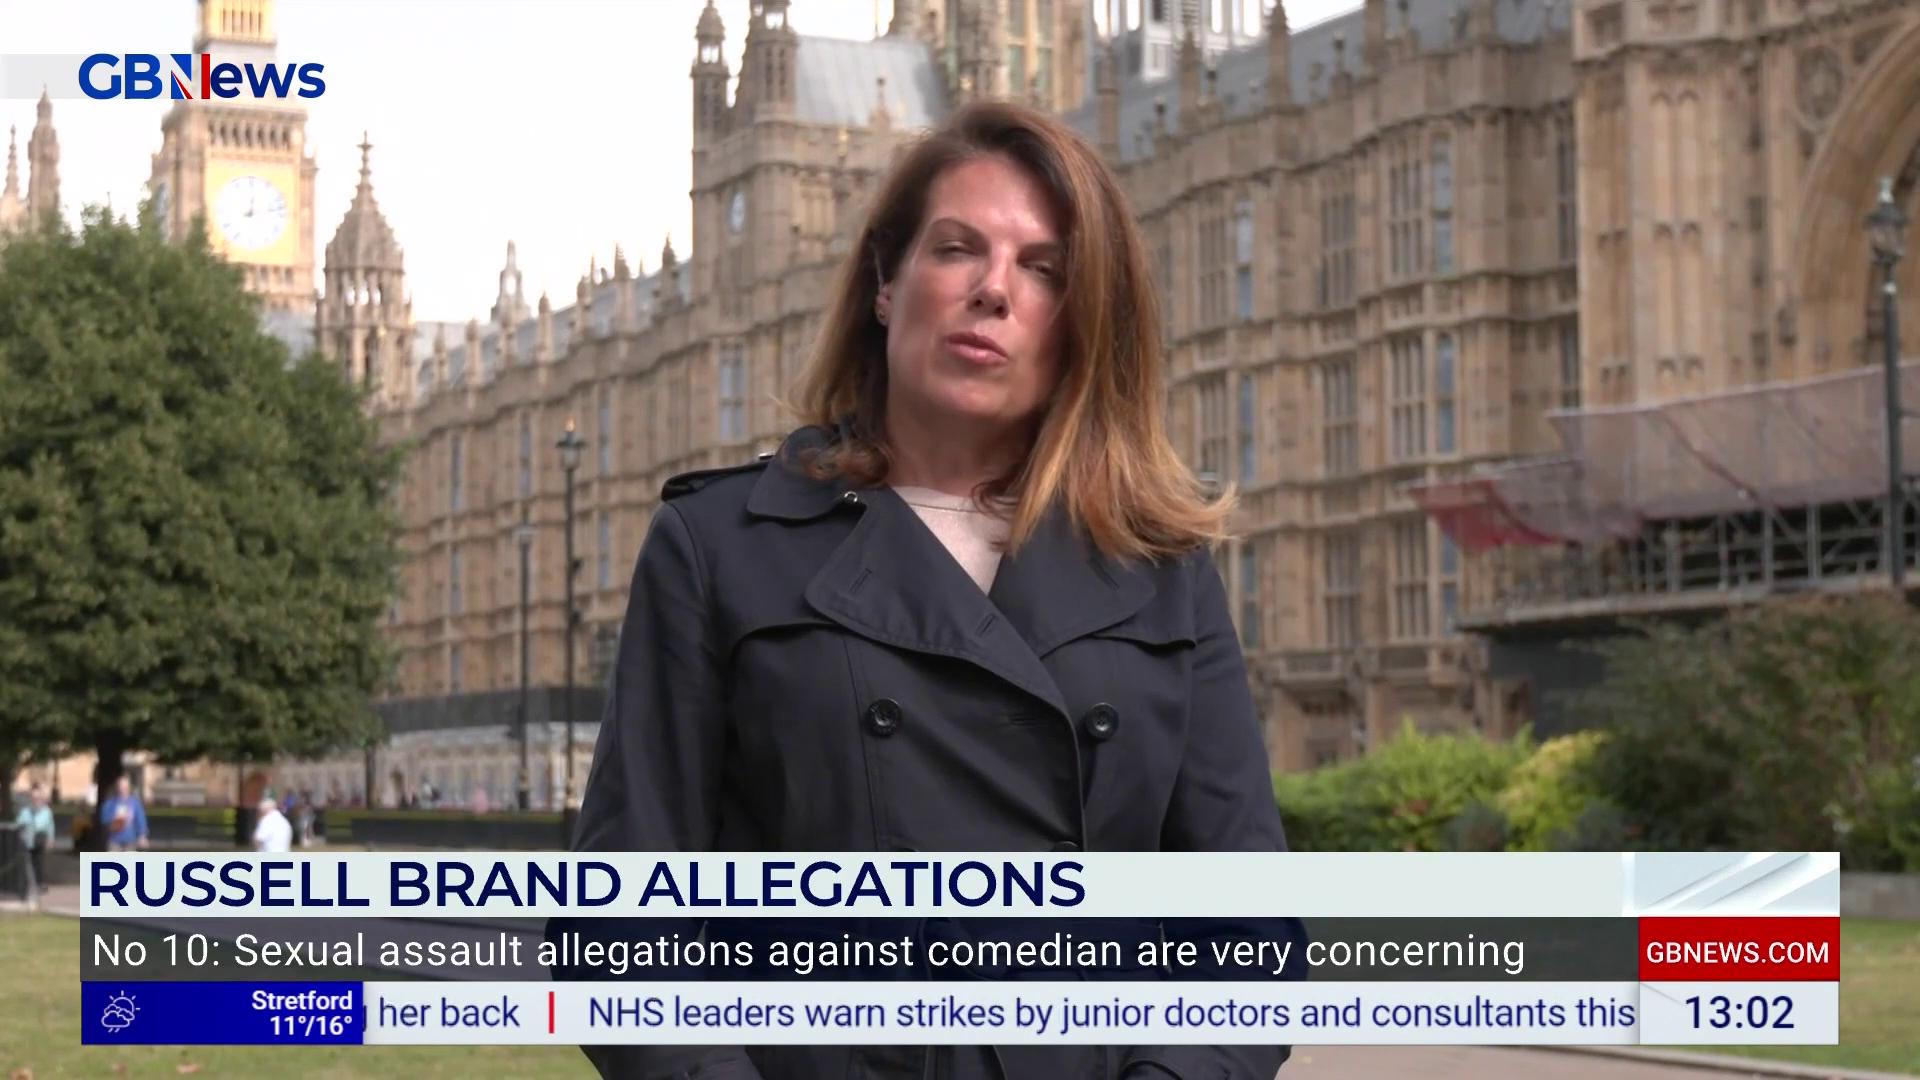 GBNews
RUSSELL BRAND ALLEGATIONS
No 10: Sexual assault allegations against comedian are very concerning
GBNEWS.COM
Stretford
11°/16°
her back | NHS leaders warn strikes by junior doctors and consultants this
13:02